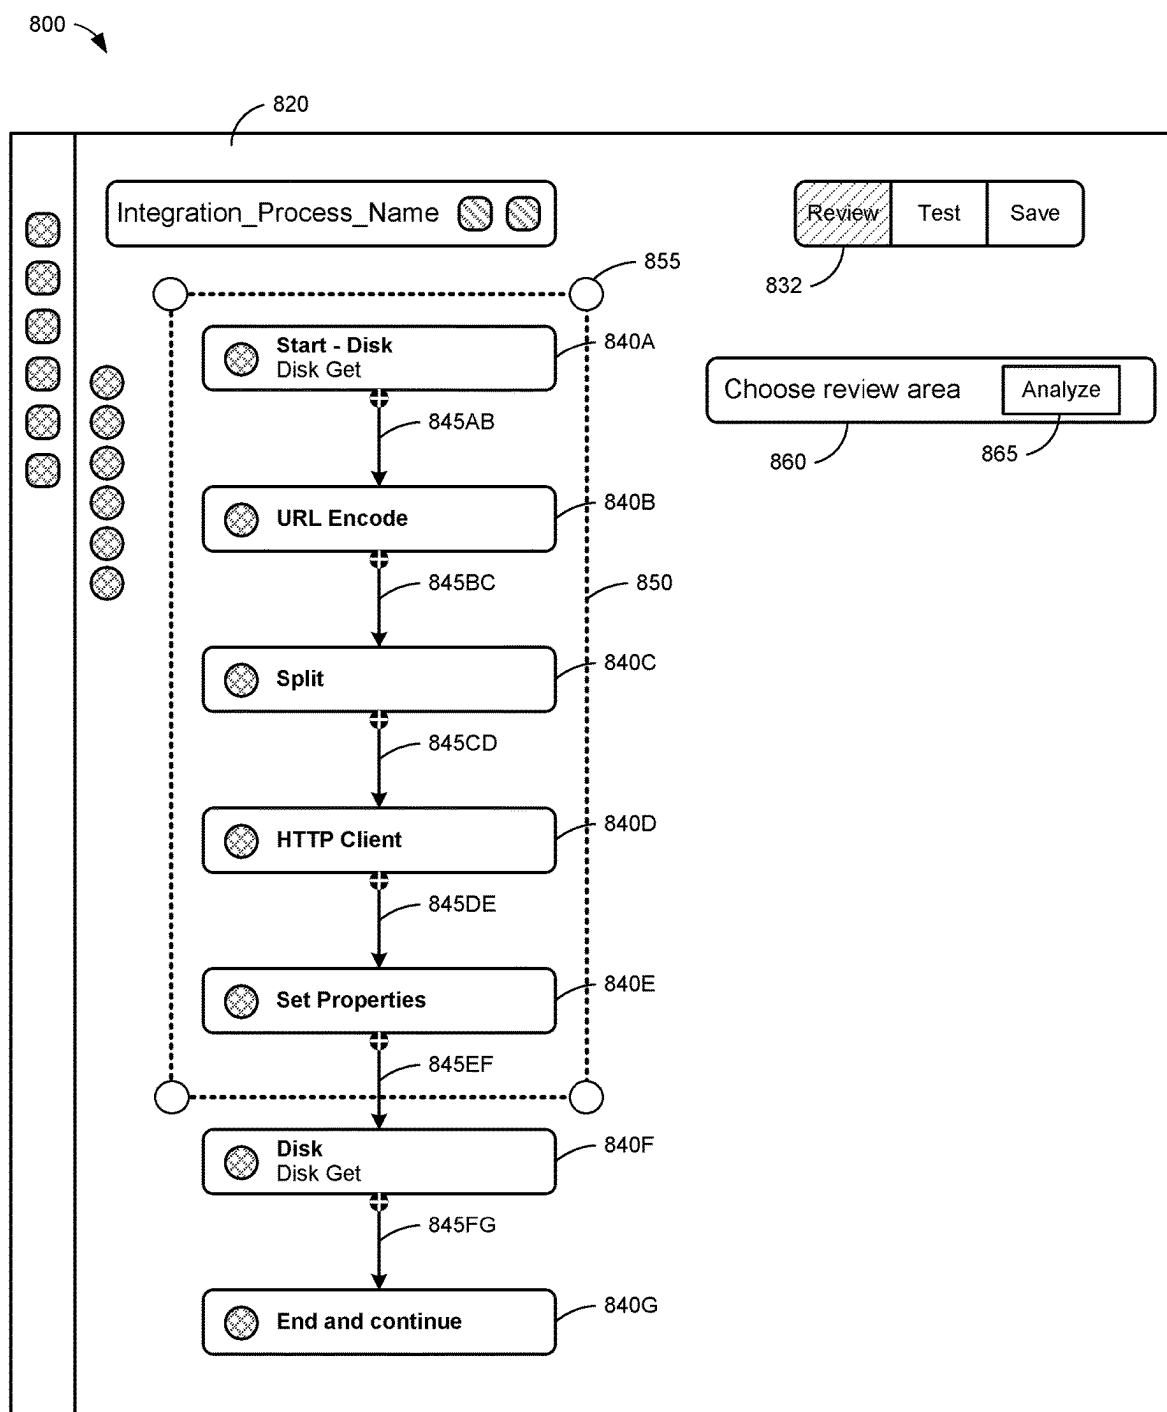 800
820
Integration_Process_Name
Review
Test
Save
832
855
Start - Disk
Disk Get
840A
Choose review area
Analyze
860
865
845AB
URL Encode
840B
845BC
850
Split
840C
845CD
HTTP Client
840D
845DE
Set Properties
840E
845EF
Disk
Disk Get
840F
845FG
End and continue
840G